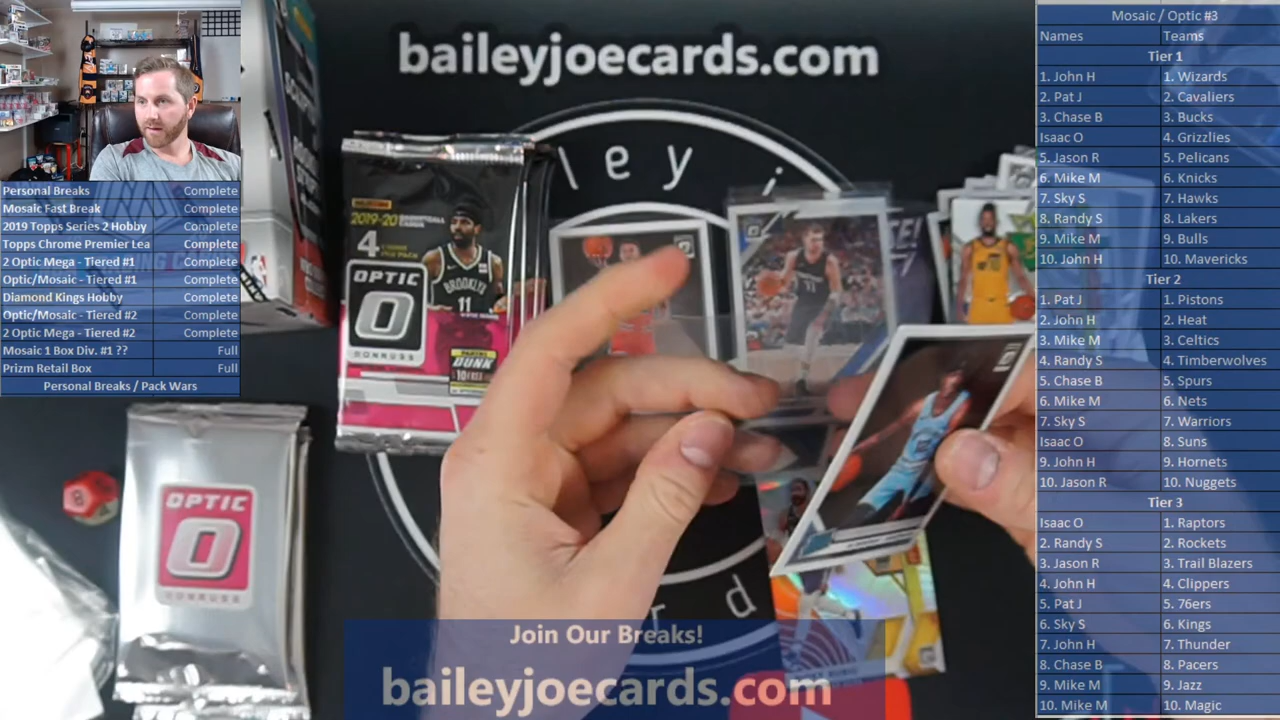 baileyjoecards.com
Personal Breaks Complete
Mosaic Fast Break Complete
2019 Topps Series 2 Hobby Complete
Topps Chrome Premier Lea Complete
2 Optic Mega - Tiered #1 Complete
Optic/Mosaic - Tiered #1 Complete
Diamond Kings Hobby Complete
Optic/Mosaic - Tiered #2 Complete
2 Optic Mega - Tiered #2 Complete
Mosaic 1 Box Div. #1 ?? Full
Prizm Retail Box Full
Personal Breaks / Pack Wars
ley j
2019-20 BASKETBALL
4
OPTIC
O
DONRUSS
BROOKLYN
11
PANINI
DUNK
OPTIC
O
DONRUSS
r d
Join Our Breaks!
baileyjoecards.com
Mosaic / Optic #3
Names Teams
Tier 1
1. John H 1. Wizards
2. Pat J 2. Cavaliers
3. Chase B 3. Bucks
Isaac O 4. Grizzlies
5. Jason R 5. Pelicans
6. Mike M 6. Knicks
7. Sky S 7. Hawks
8. Randy S 8. Lakers
9. Mike M 9. Bulls
10. John H 10. Mavericks
Tier 2
1. Pat J 1. Pistons
2. John H 2. Heat
3. Mike M 3. Celtics
4. Randy S 4. Timberwolves
5. Chase B 5. Spurs
6. Mike M 6. Nets
7. Sky S 7. Warriors
Isaac O 8. Suns
9. John H 9. Hornets
10. Jason R 10. Nuggets
Tier 3
Isaac O 1. Raptors
2. Randy S 2. Rockets
3. Jason R 3. Trail Blazers
4. John H 4. Clippers
5. Pat J 5. 76ers
6. Sky S 6. Kings
7. John H 7. Thunder
8. Chase B 8. Pacers
9. Mike M 9. Jazz
10. Mike M 10. Magic